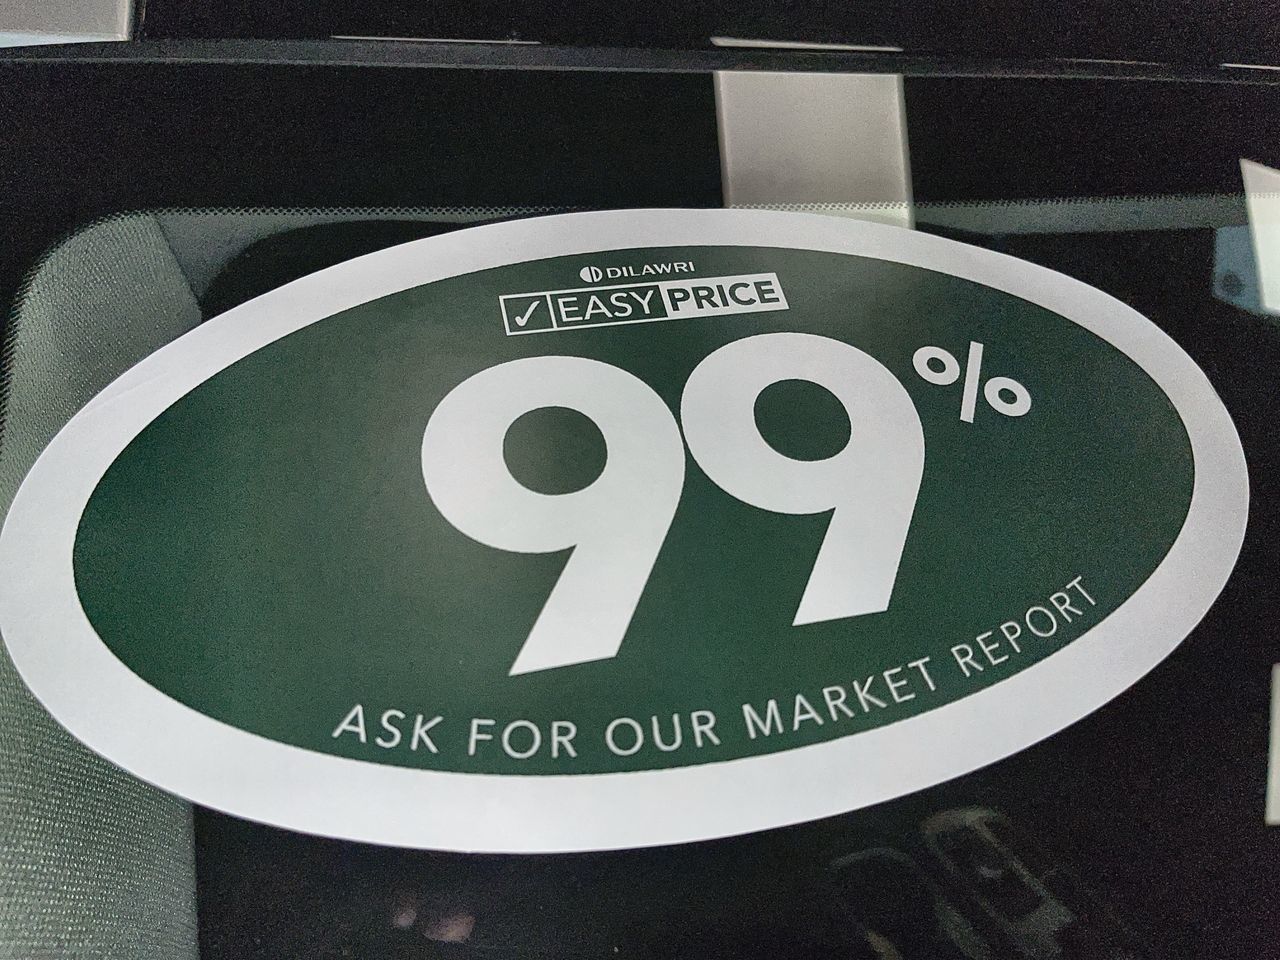 DILAWRI
✓ EASY PRICE
99%
ASK FOR OUR MARKET REPORT